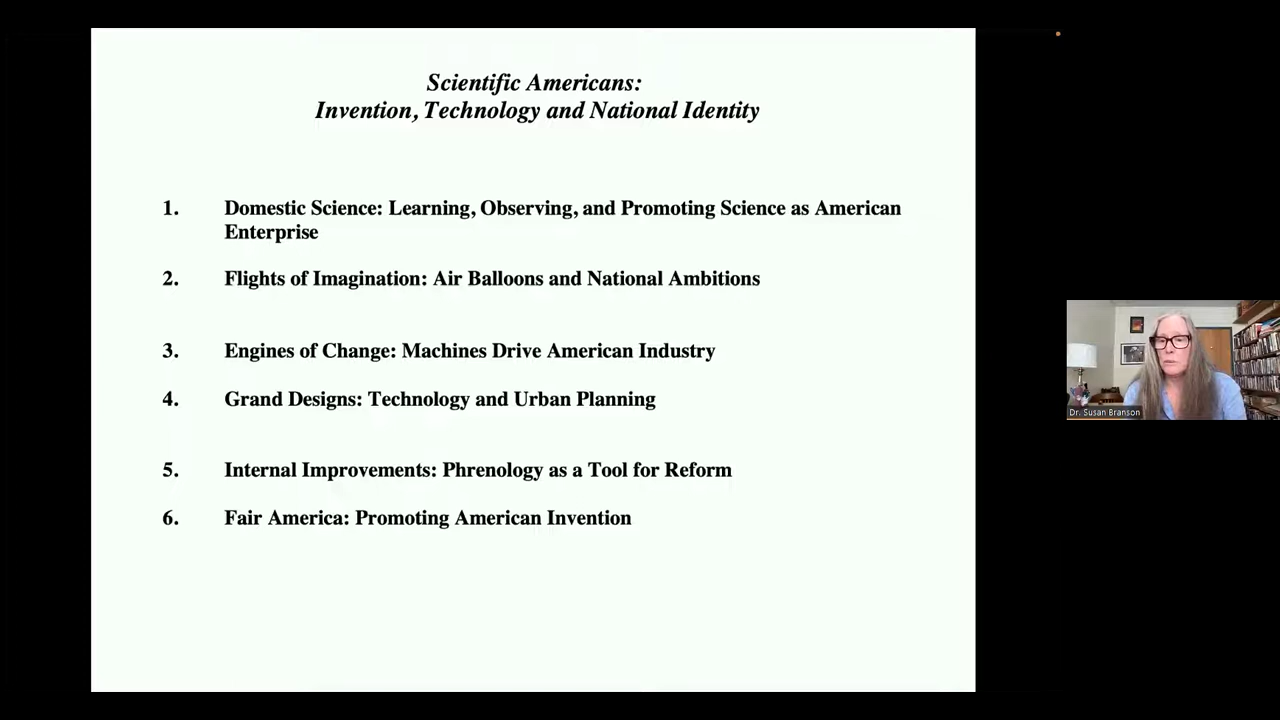 Scientific Americans:
Invention, Technology and National Identity
1. Domestic Science: Learning, Observing, and Promoting Science as American
Enterprise
2. Flights of Imagination: Air Balloons and National Ambitions
3. Engines of Change: Machines Drive American Industry
4. Grand Designs: Technology and Urban Planning
5. Internal Improvements: Phrenology as a Tool for Reform
6. Fair America: Promoting American Invention
Dr. Susan Branson